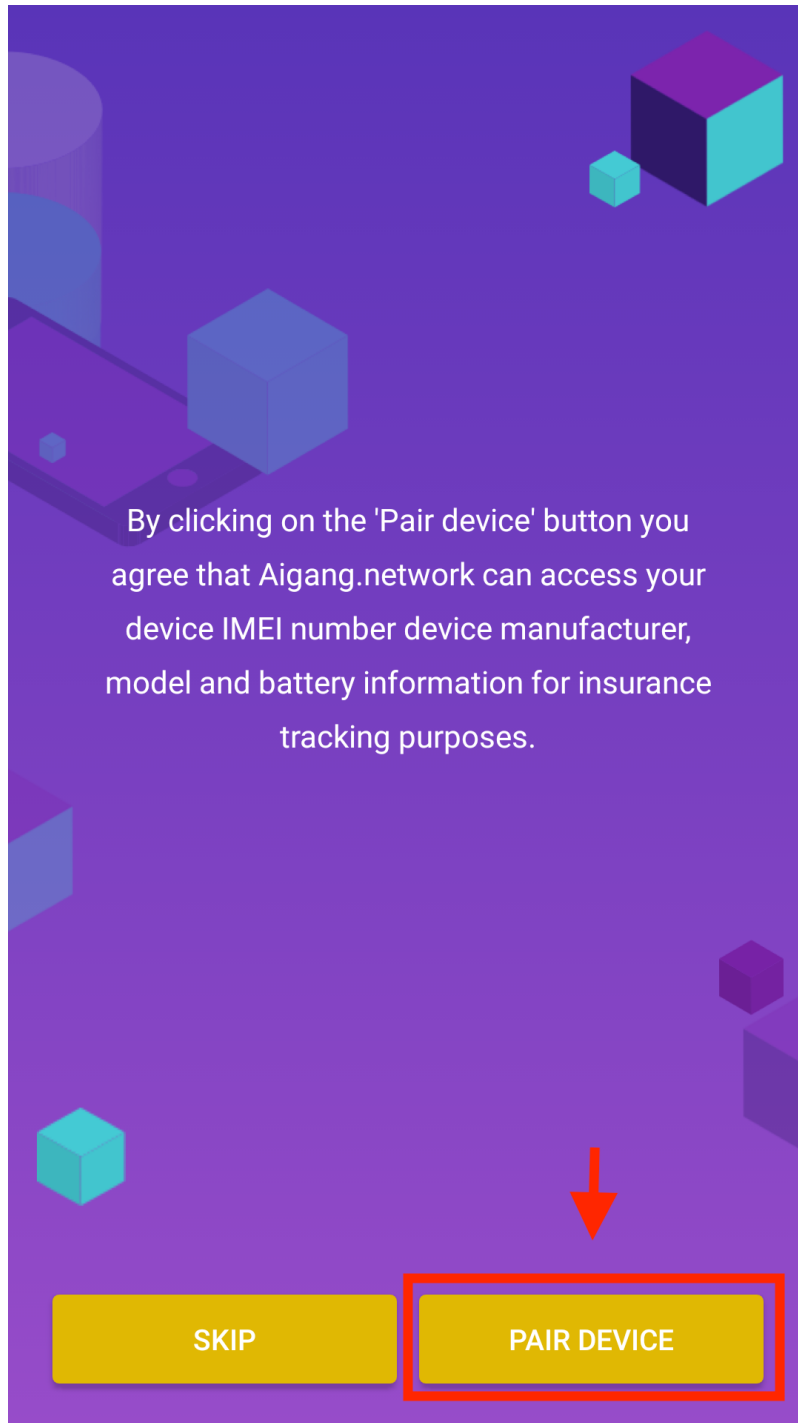 By clicking on the 'Pair device' button you
agree that Aigang.network can access your
device IMEI number device manufacturer,
model and battery information for insurance
tracking purposes.
SKIP
PAIR DEVICE